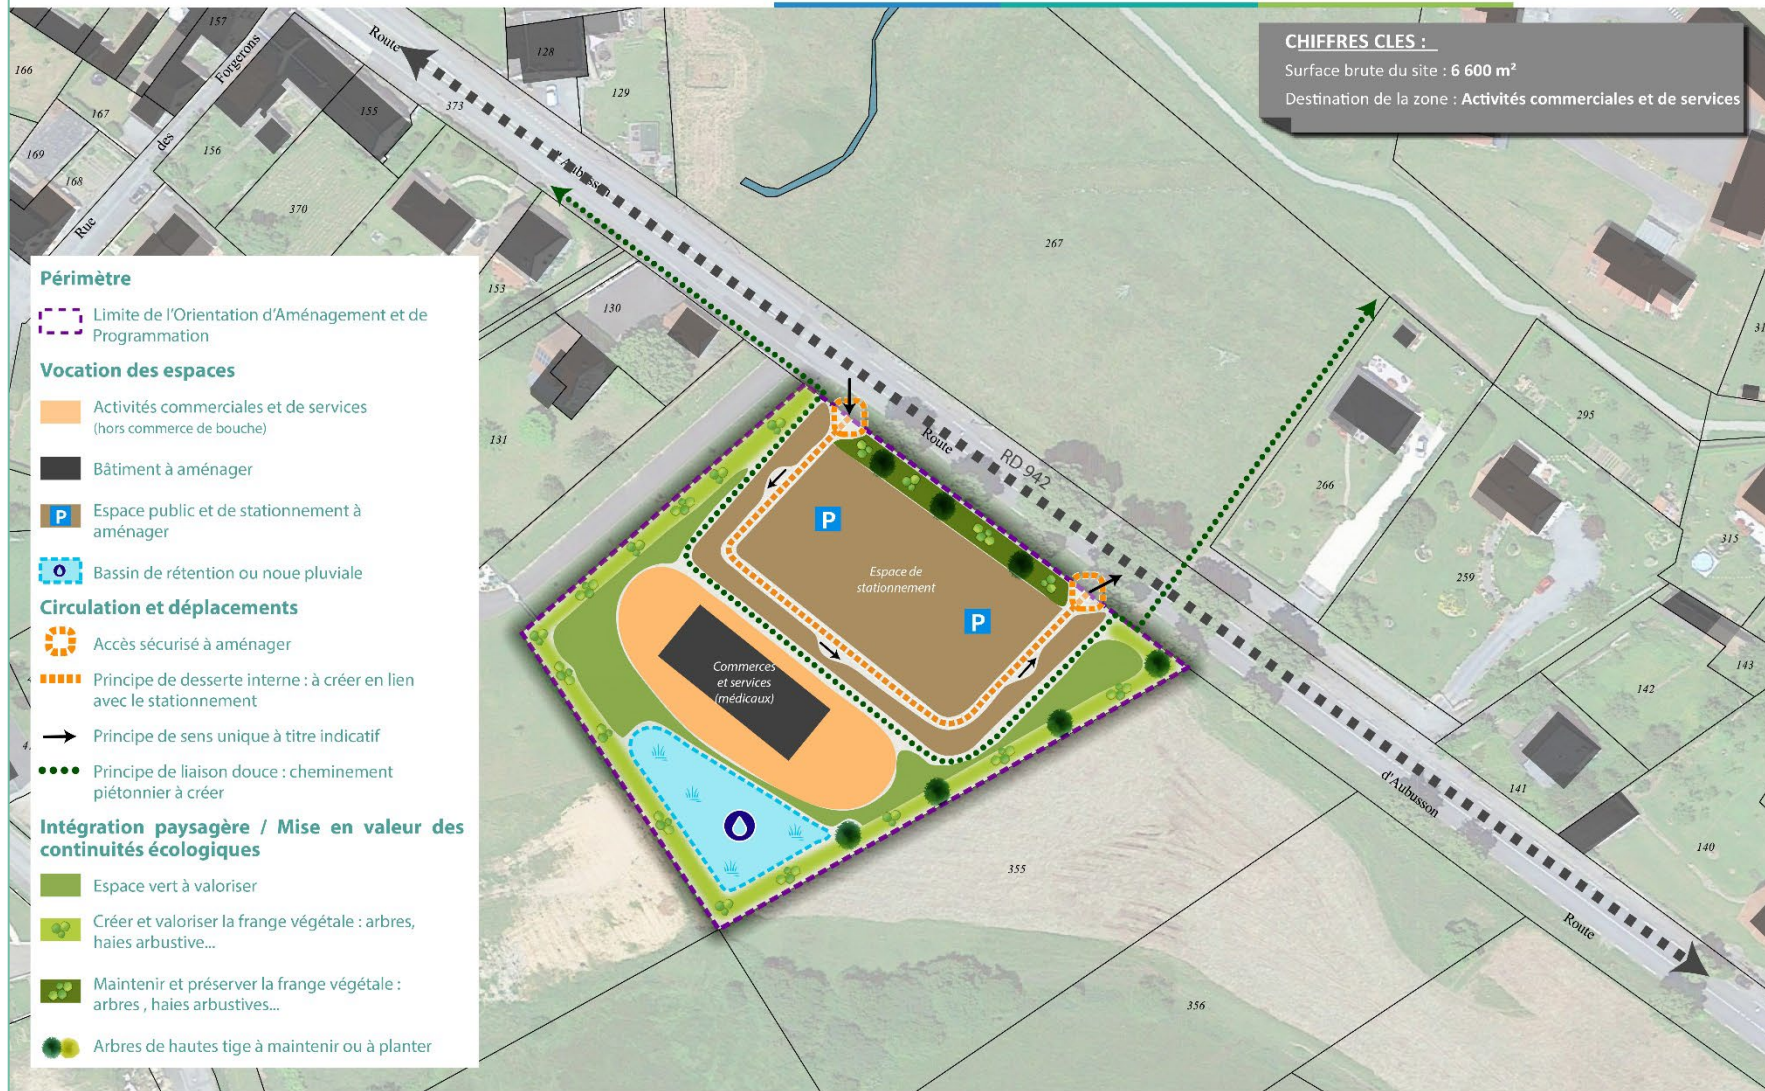 CHIFFRES CLES :
Surface brute du site : 6 600 m²
Destination de la zone : Activités commerciales et de services
157
166
167
169
168
156
155
370
373
128
129
153
130
131
267
266
295
315
259
143
142
141
140
355
356
31
Rue
des
Forgerons
Route
d'Aubusson
Route
RD 942
d'Aubusson
Route
P
Espace de
stationnement
P
Commerces
et services
(médicaux)
Périmètre
Limite de l'Orientation d'Aménagement et de
Programmation
Vocation des espaces
Activités commerciales et de services
(hors commerce de bouche)
Bâtiment à aménager
P
Espace public et de stationnement à
aménager
Bassin de rétention ou noue pluviale
Circulation et déplacements
Accès sécurisé à aménager
Principe de desserte interne : à créer en lien
avec le stationnement
Principe de sens unique à titre indicatif
Principe de liaison douce : cheminement
piétonnier à créer
Intégration paysagère / Mise en valeur des
continuités écologiques
Espace vert à valoriser
Créer et valoriser la frange végétale : arbres,
haies arbustive...
Maintenir et préserver la frange végétale :
arbres , haies arbustives...
Arbres de hautes tige à maintenir ou à planter